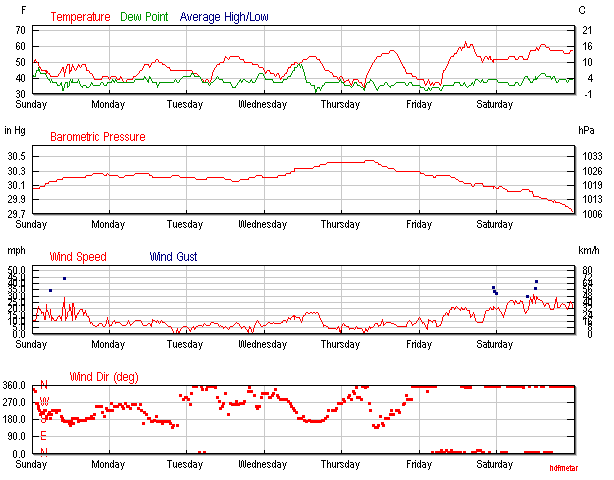 F Temperature Dew Point Average High/Low C
70 21
60 16
50 10
40 4
30 -1
Sunday Monday Tuesday Wednesday Thursday Friday Saturday
in Hg Barometric Pressure hPa
30.5 1033
30.3 1026
30.1 1019
29.9 1013
29.7 1006
Sunday Monday Tuesday Wednesday Thursday Friday Saturday
mph Wind Speed Wind Gust km/h
50.0 80
45.0 72
40.0 64
35.0 56
30.0 48
25.0 40
20.0 32
15.0 24
10.0 16
5.0 8
0.0 0
Sunday Monday Tuesday Wednesday Thursday Friday Saturday
Wind Dir (deg)
360.0 N
270.0 W
180.0 S
90.0 E
0.0 N
Sunday Monday Tuesday Wednesday Thursday Friday Saturday
hdfmetar